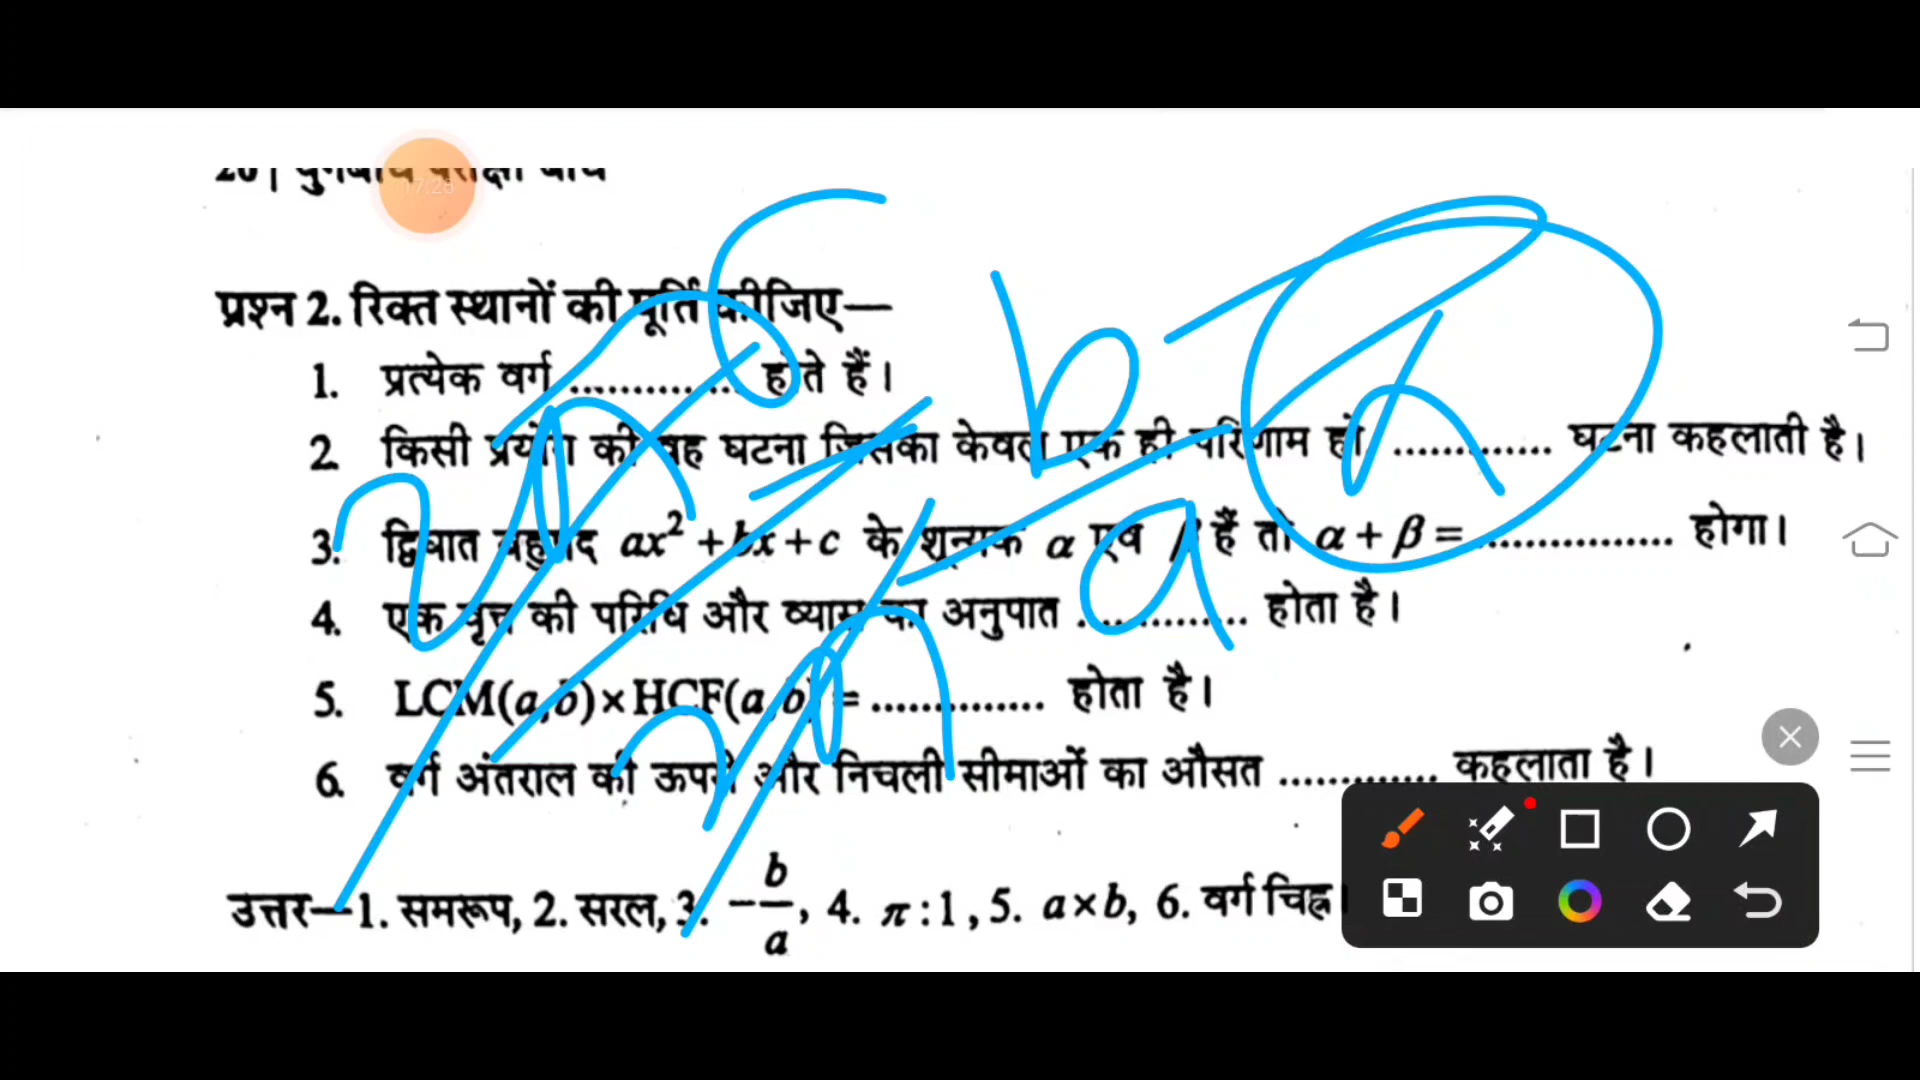 प्रश्न 2. रिक्त स्थानों की पूर्ति कीजिए—
1. प्रत्येक वर्ग ............. होते हैं।
2. किसी प्रयोग की वह घटना जिसका केवल एक ही परिणाम हो ............. घटना कहलाती है।
3. द्विघात बहुपद ax² + bx + c के शून्यक α एवं β हैं तो α + β = ................ होगा।
4. एक वृत्त की परिधि और व्यास का अनुपात .............. होता है।
5. LCM(a,b)×HCF(a,b) = .............. होता है।
6. वर्ग अंतराल की ऊपरी और निचली सीमाओं का औसत ............. कहलाता है।
उत्तर—1. समरूप, 2. सरल, 3. -b/a, 4. π : 1, 5. a×b, 6. वर्ग चिह्न।
17:25